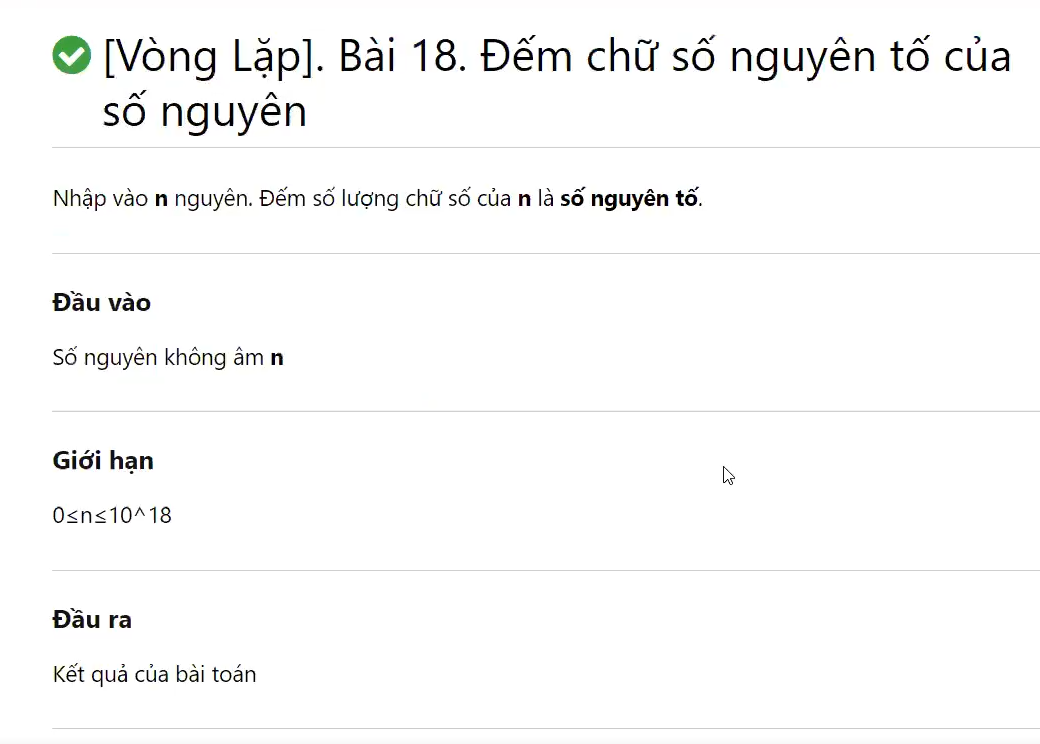 [Vòng Lặp]. Bài 18. Đếm chữ số nguyên tố của
số nguyên
Nhập vào n nguyên. Đếm số lượng chữ số của n là số nguyên tố.
Đầu vào
Số nguyên không âm n
Giới hạn
0≤n≤10^18
Đầu ra
Kết quả của bài toán